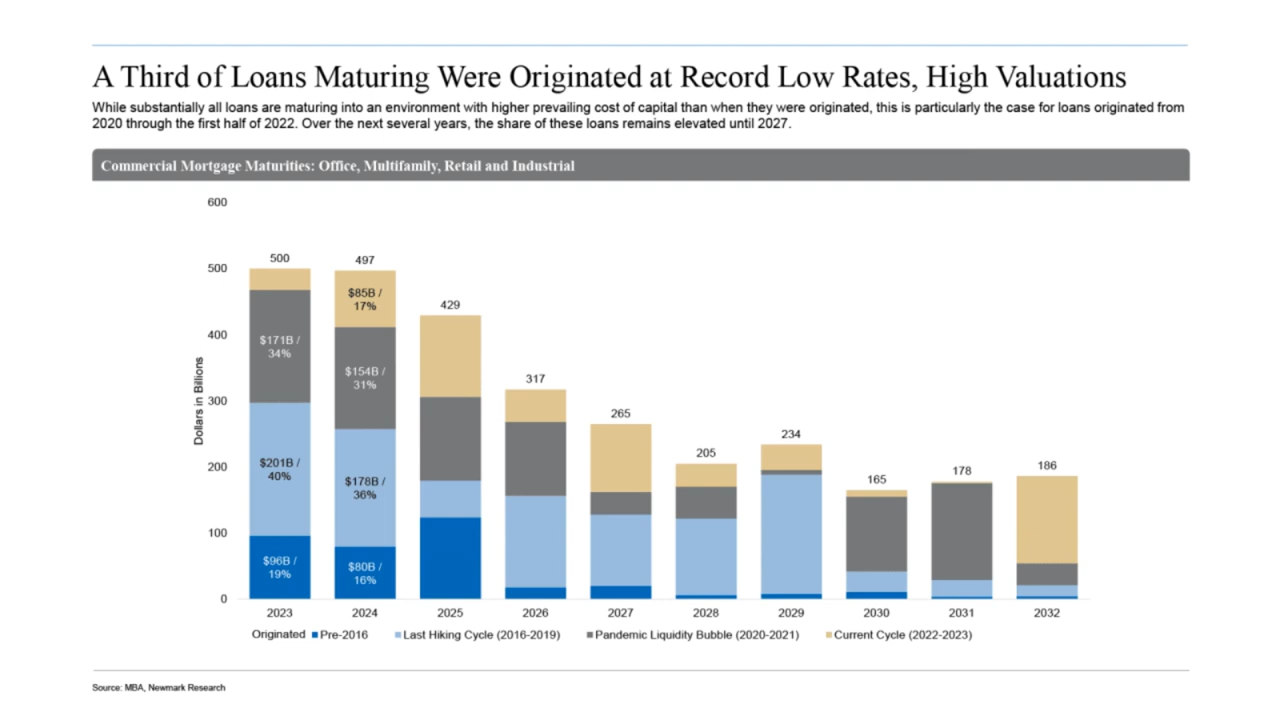 A Third of Loans Maturing Were Originated at Record Low Rates, High Valuations
While substantially all loans are maturing into an environment with higher prevailing cost of capital than when they were originated, this is particularly the case for loans originated from
2020 through the first half of 2022. Over the next several years, the share of these loans remains elevated until 2027.
Commercial Mortgage Maturities: Office, Multifamily, Retail and Industrial
Dollars in Billions
600
500
400
300
200
100
0
500
$171B /
34%
$201B /
40%
$96B /
19%
497
$85B /
17%
$154B /
31%
$178B /
36%
$80B /
16%
429
317
265
205
234
165
178
186
2023 2024 2025 2026 2027 2028 2029 2030 2031 2032
Originated Pre-2016 Last Hiking Cycle (2016-2019) Pandemic Liquidity Bubble (2020-2021) Current Cycle (2022-2023)
Source: MBA, Newmark Research